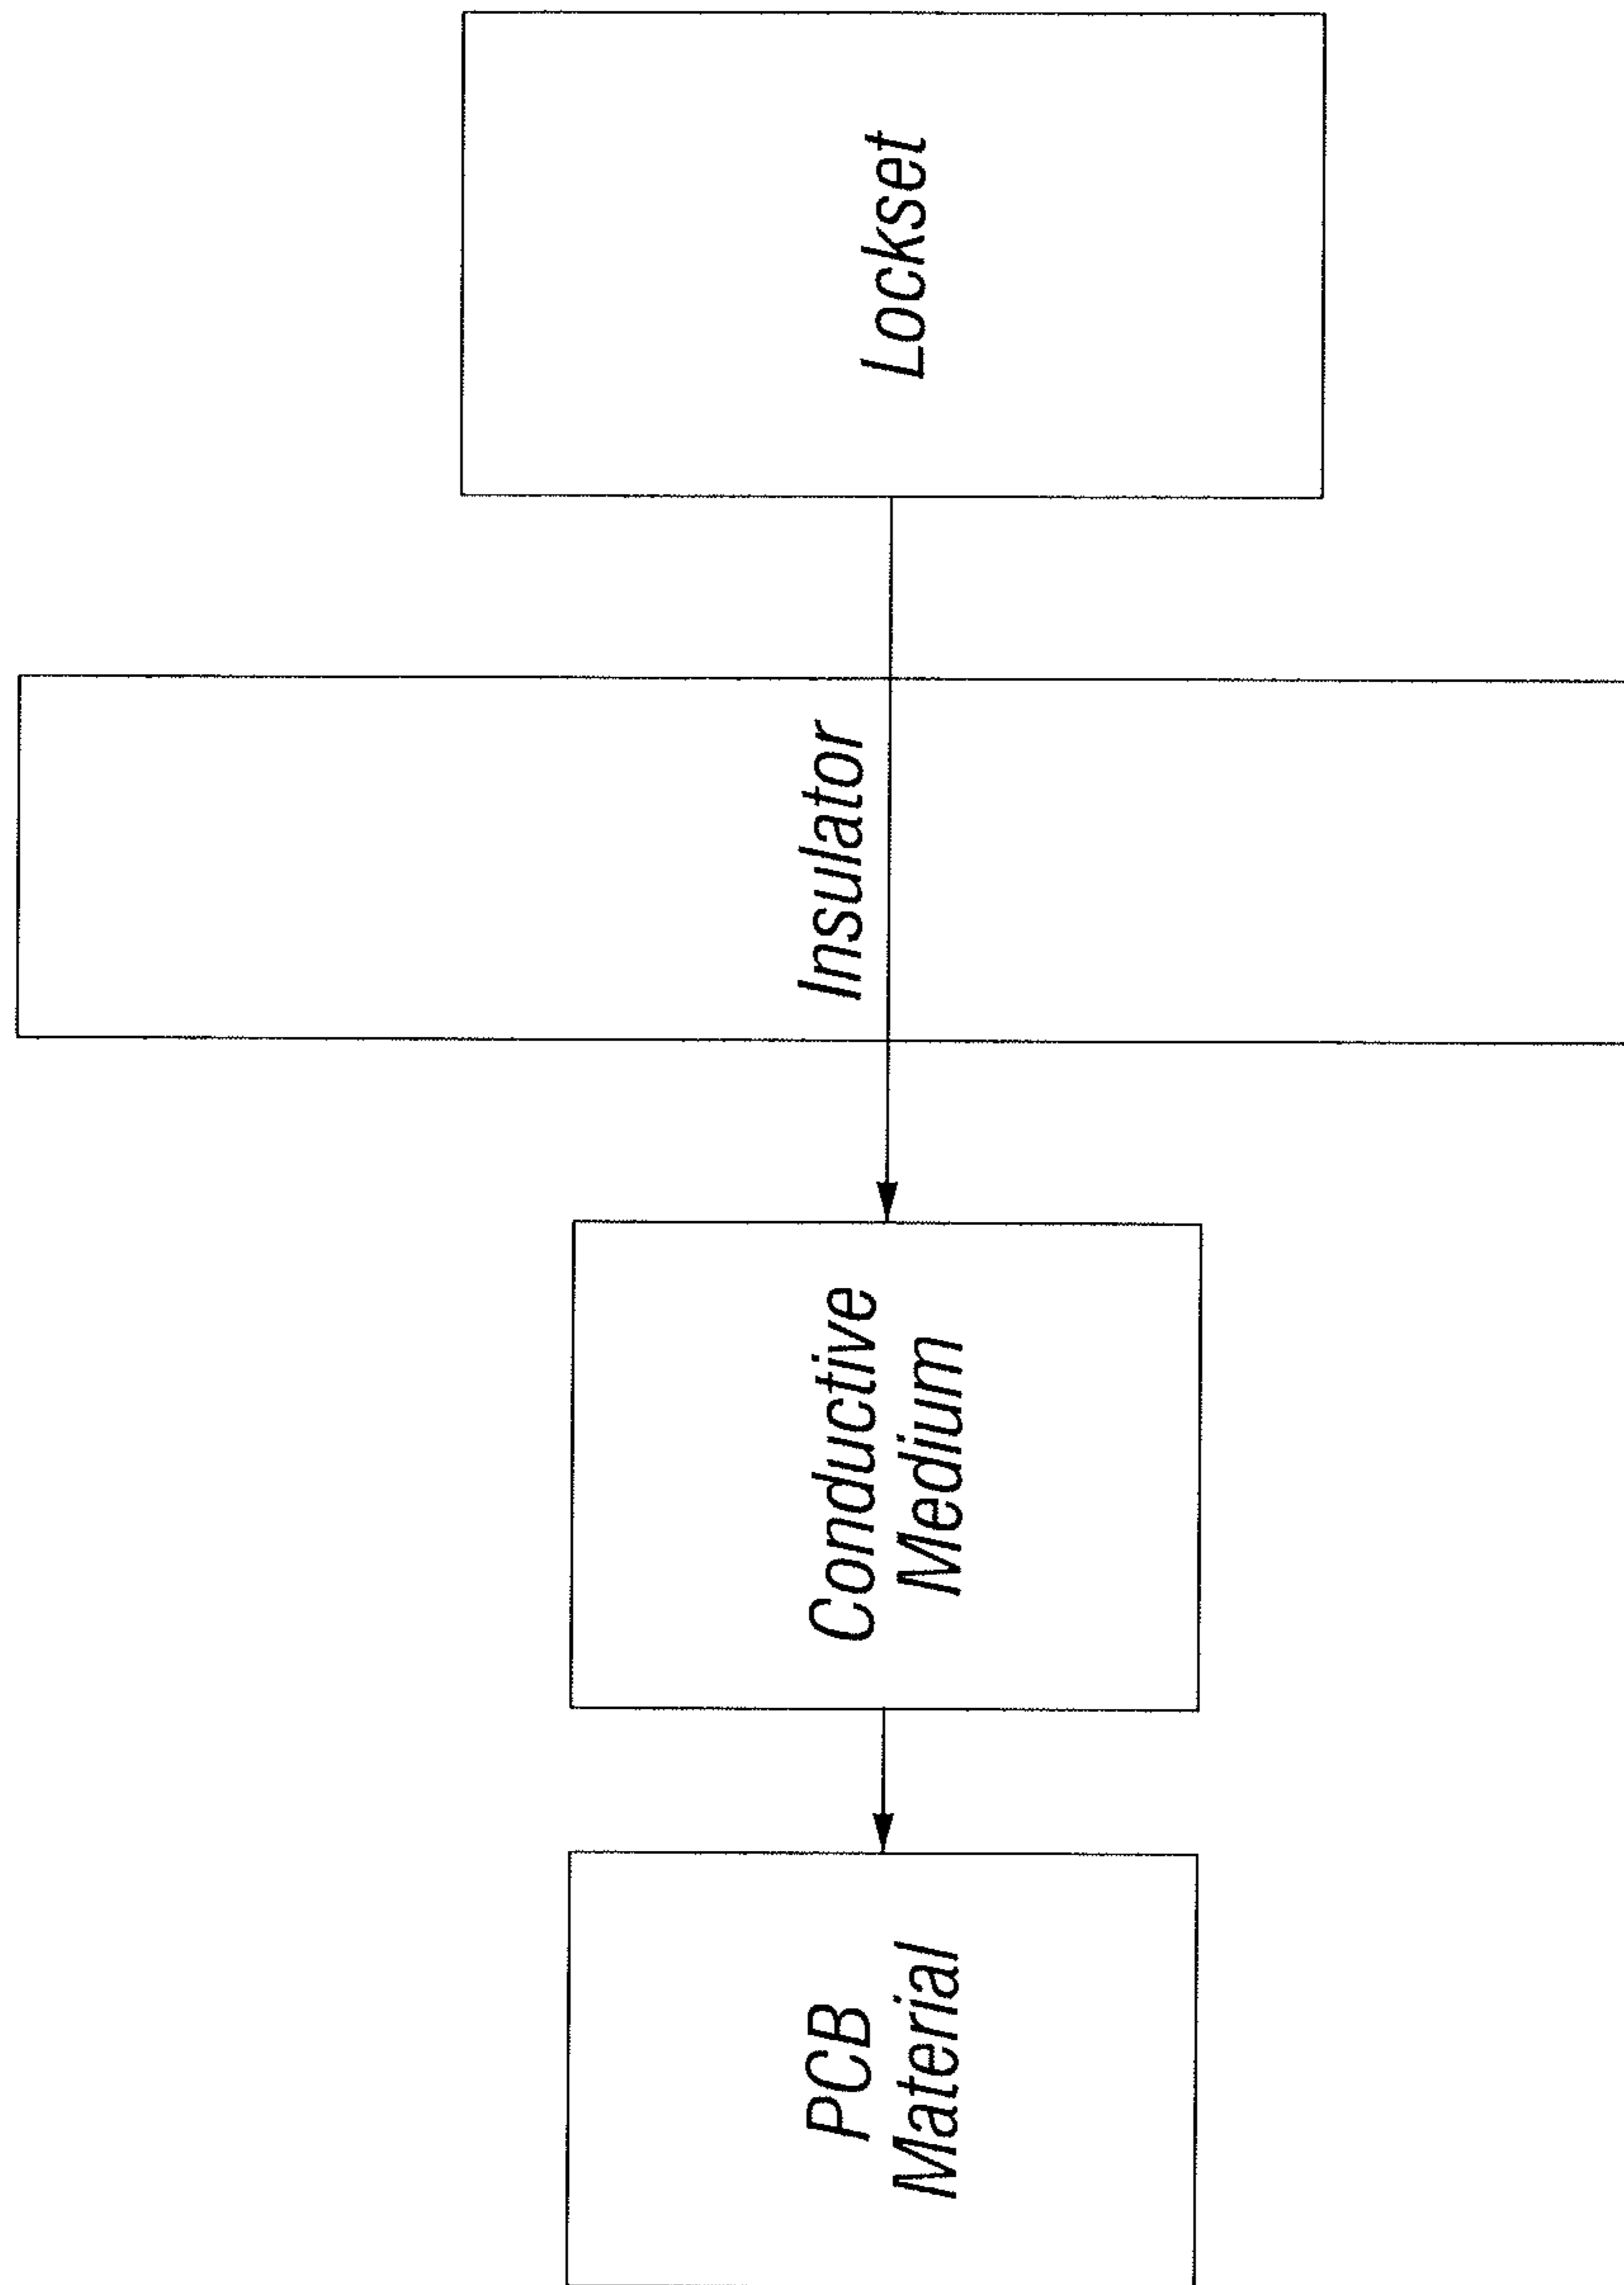 Lockset
Insulator
Conductive
Medium
PCB
Material